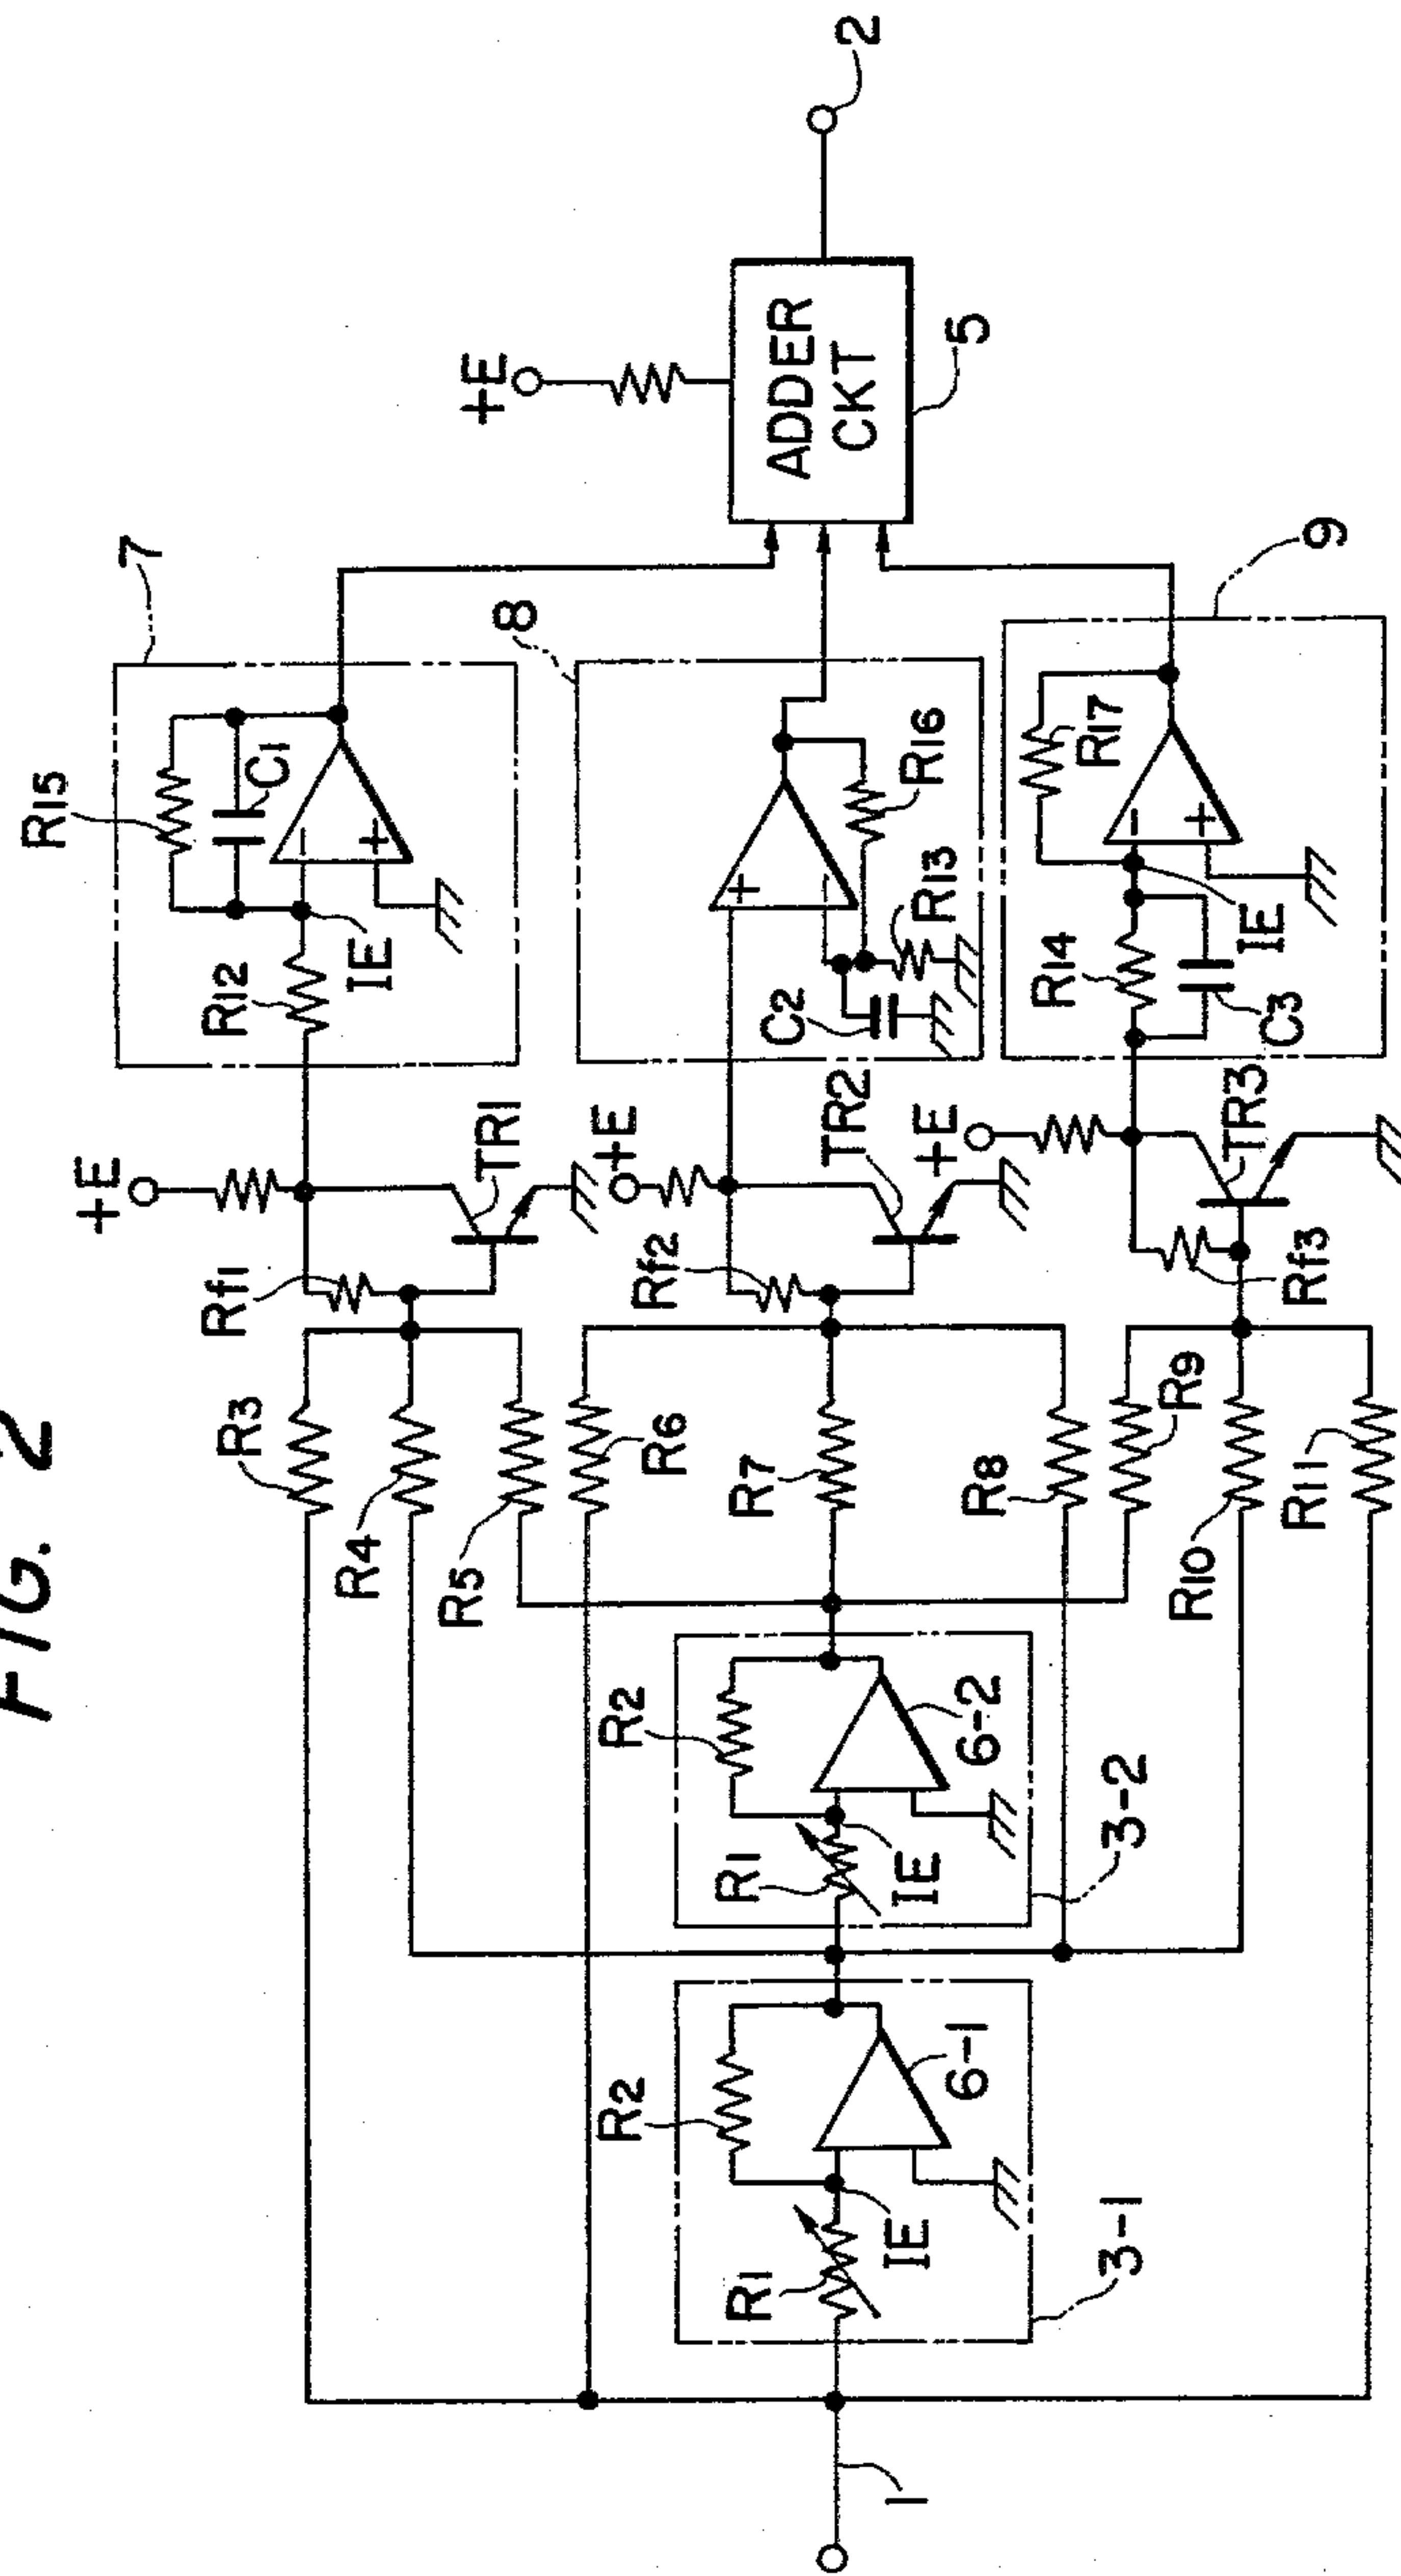 FIG. 2
1
R1
IE
R2
6-1
3-1
R1
IE
R2
6-2
3-2
R3
R4
R5
R6
R7
R8
R9
R10
R11
Rf1
+E
TR1
Rf2
+E
TR2
Rf3
+E
TR3
7
R12
IE
R15
C1
−
+
8
C2
R13
R16
+
−
9
R14
C3
IE
R17
−
+
+E
ADDER
CKT
5
2